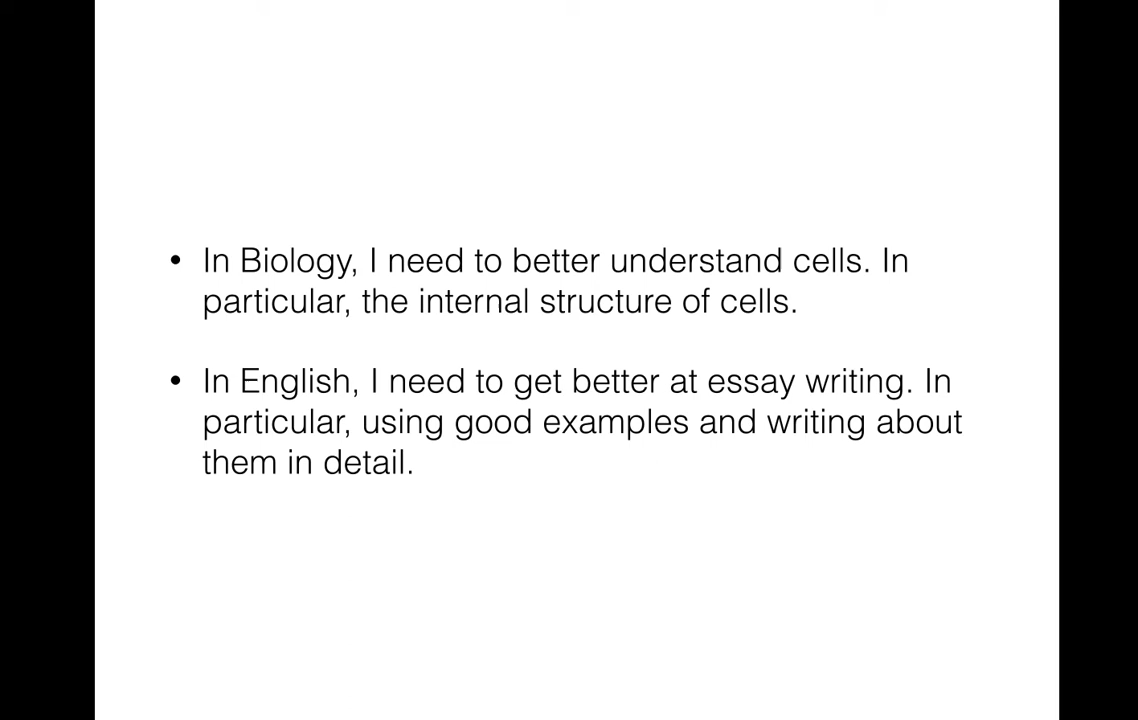 • In Biology, I need to better understand cells. In
particular, the internal structure of cells.
• In English, I need to get better at essay writing. In
particular, using good examples and writing about
them in detail.